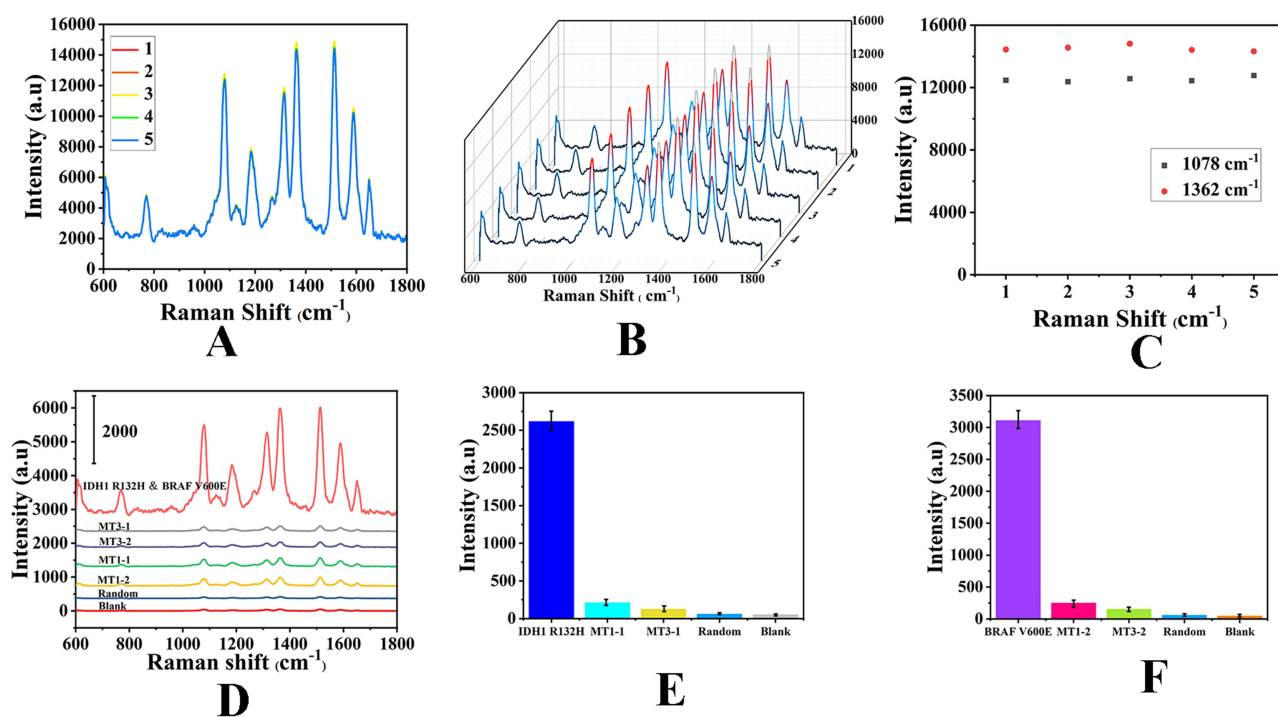 16000
14000
12000
10000
8000
6000
4000
2000
0
Intensity (a.u)
1
2
3
4
5
600 800 1000 1200 1400 1600 1800
Raman Shift (cm-1)
A
16000
12000
8000
4000
0
1
2
3
4
5
600 800 1000 1200 1400 1600 1800
Raman Shift ( cm-1)
B
16000
12000
8000
4000
0
Intensity (a.u)
1078 cm-1
1362 cm-1
1 2 3 4 5
Raman Shift (cm-1)
C
6000
5000
4000
3000
2000
1000
0
Intensity (a.u)
2000
IDH1 R132H & BRAF V600E
MT3-1
MT3-2
MT1-1
MT1-2
Random
Blank
600 800 1000 1200 1400 1600 1800
Raman shift (cm-1)
D
3000
2500
2000
1500
1000
500
0
Intensity (a.u)
IDH1 R132H MT1-1 MT3-1 Random Blank
E
3500
3000
2500
2000
1500
1000
500
0
Intensity (a.u)
BRAF V600E MT1-2 MT3-2 Random Blank
F